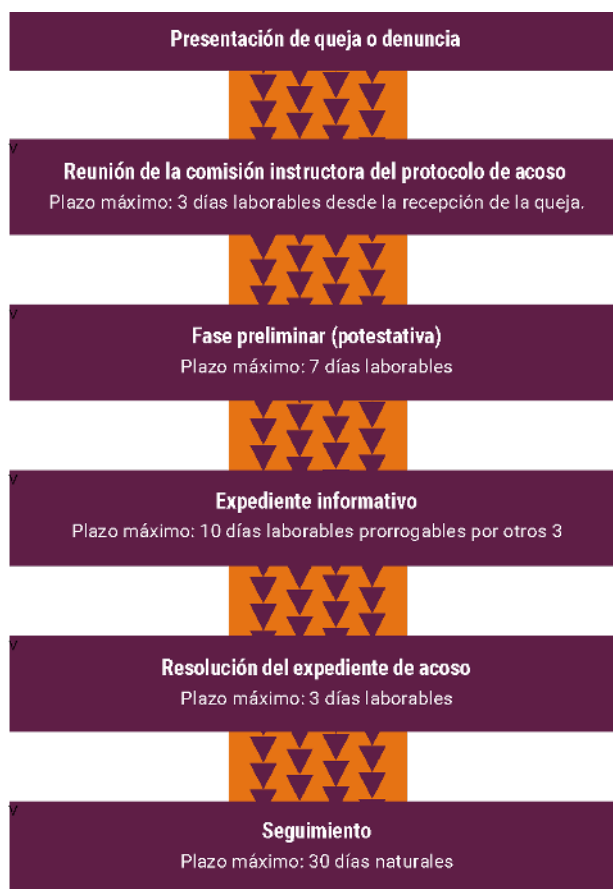 Presentación de queja o denuncia
v
Reunión de la comisión instructora del protocolo de acoso
Plazo máximo: 3 días laborables desde la recepción de la queja.
v
Fase preliminar (potestativa)
Plazo máximo: 7 días laborables
v
Expediente informativo
Plazo máximo: 10 días laborables prorrogables por otros 3
v
Resolución del expediente de acoso
Plazo máximo: 3 días laborables
v
Seguimiento
Plazo máximo: 30 días naturales